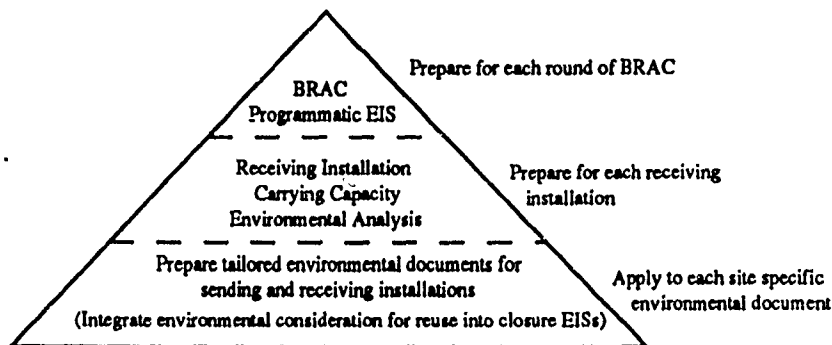 BRAC
Programmatic EIS
Prepare for each round of BRAC
Receiving Installation
Carrying Capacity
Environmental Analysis
Prepare for each receiving
installation
Prepare tailored environmental documents for
sending and receiving installations
(Integrate environmental consideration for reuse into closure EISs)
Apply to each site specific
environmental document